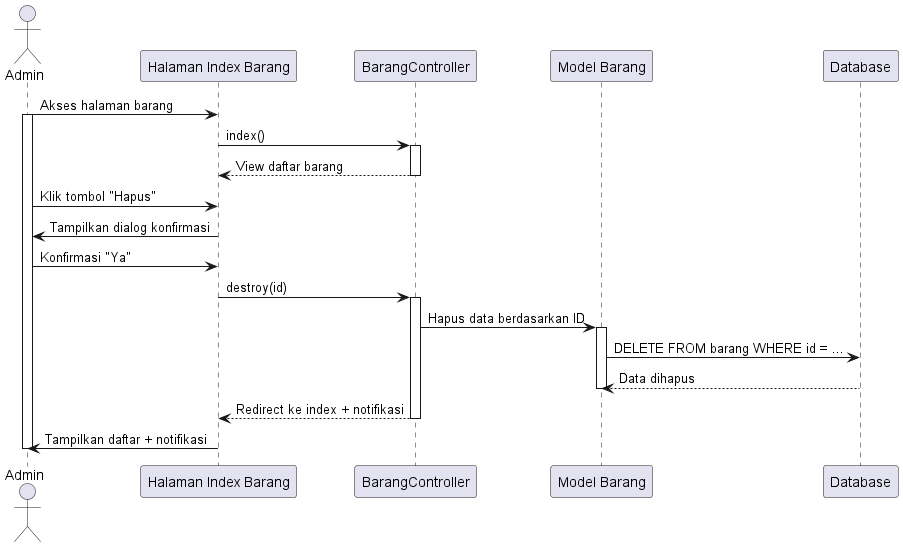 Admin
Halaman Index Barang
BarangController
Model Barang
Database
Akses halaman barang
index()
View daftar barang
Klik tombol "Hapus"
Tampilkan dialog konfirmasi
Konfirmasi "Ya"
destroy(id)
Hapus data berdasarkan ID
DELETE FROM barang WHERE id = ...
Data dihapus
Redirect ke index + notifikasi
Tampilkan daftar + notifikasi
Admin
Halaman Index Barang
BarangController
Model Barang
Database